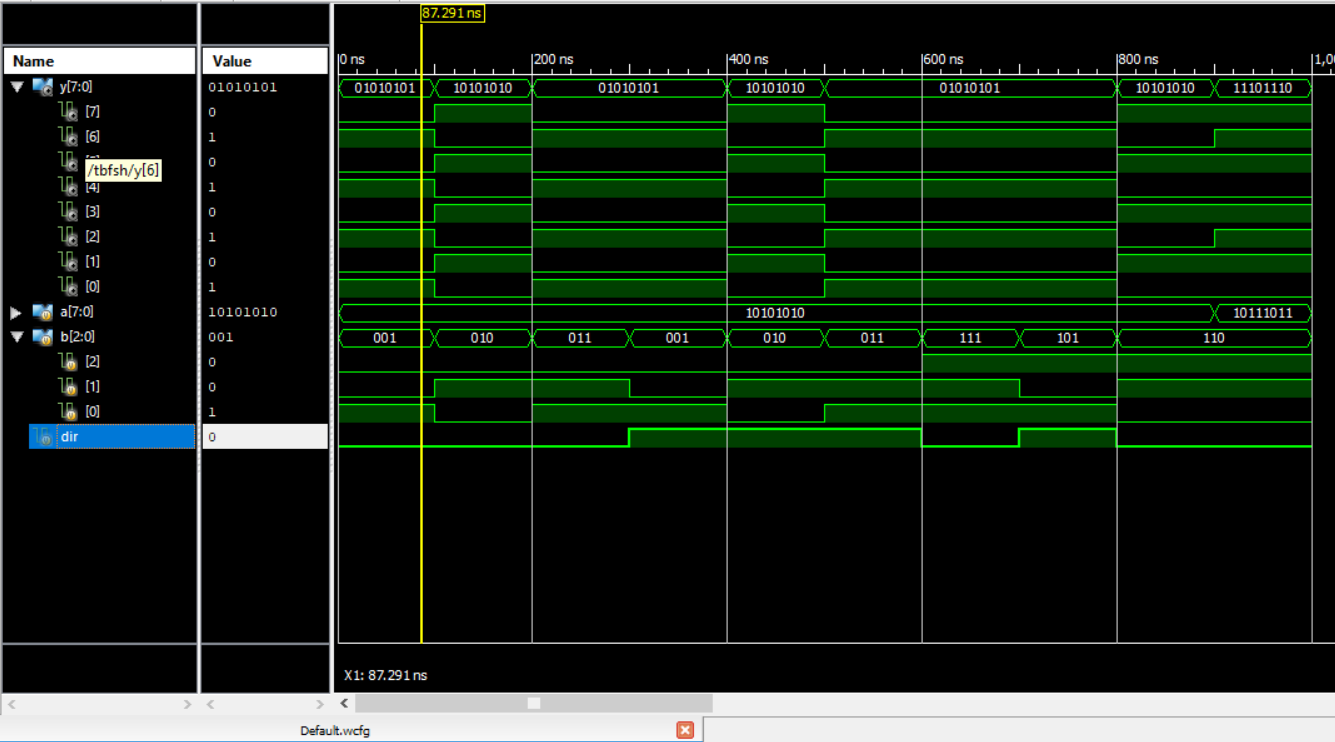 87.291 ns
Name Value 0 ns 200 ns 400 ns 600 ns 800 ns 1,0
y[7:0] 01010101 01010101 10101010 01010101 10101010 01010101 10101010 11101110
[7] 0
[6] 1
0
/tbfsh/y[6]
[4] 1
[3] 0
[2] 1
[1] 0
[0] 1
a[7:0] 10101010 10101010 10111011
b[2:0] 001 001 010 011 001 010 011 111 101 110
[2] 0
[1] 0
[0] 1
dir 0
X1: 87.291 ns
Default.wcfg